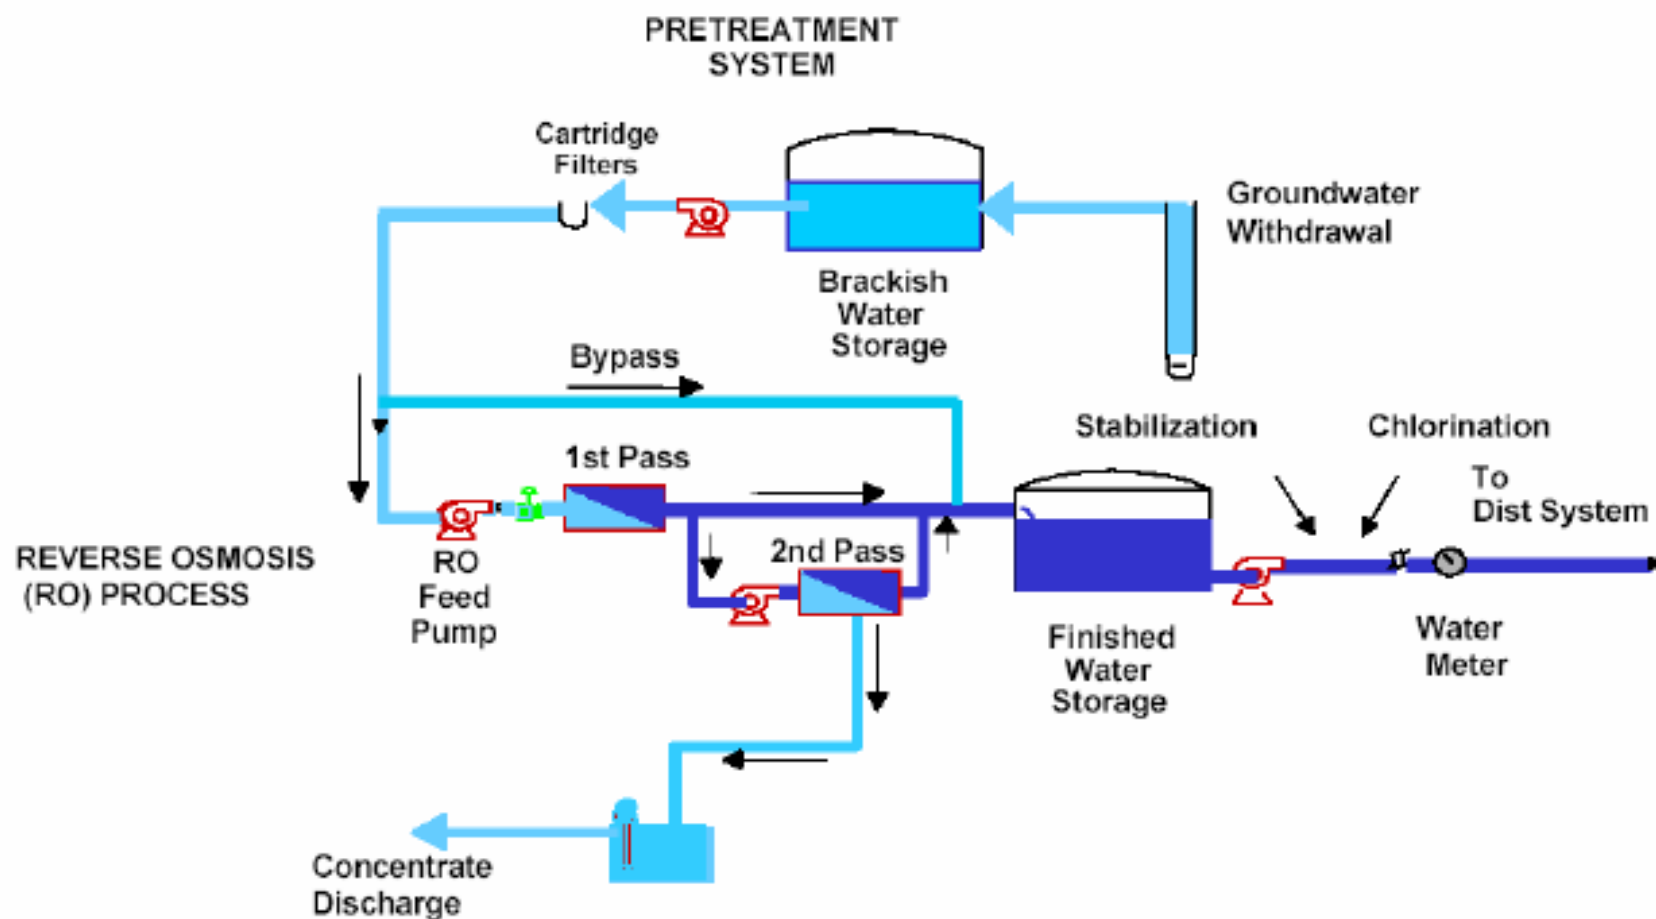 PRETREATMENT
SYSTEM
Cartridge
Filters
Groundwater
Withdrawal
Brackish
Water
Storage
Bypass
Stabilization
Chlorination
1st Pass
To
Dist System
2nd Pass
REVERSE OSMOSIS
(RO) PROCESS
RO
Feed
Pump
Finished
Water
Storage
Water
Meter
Concentrate
Discharge